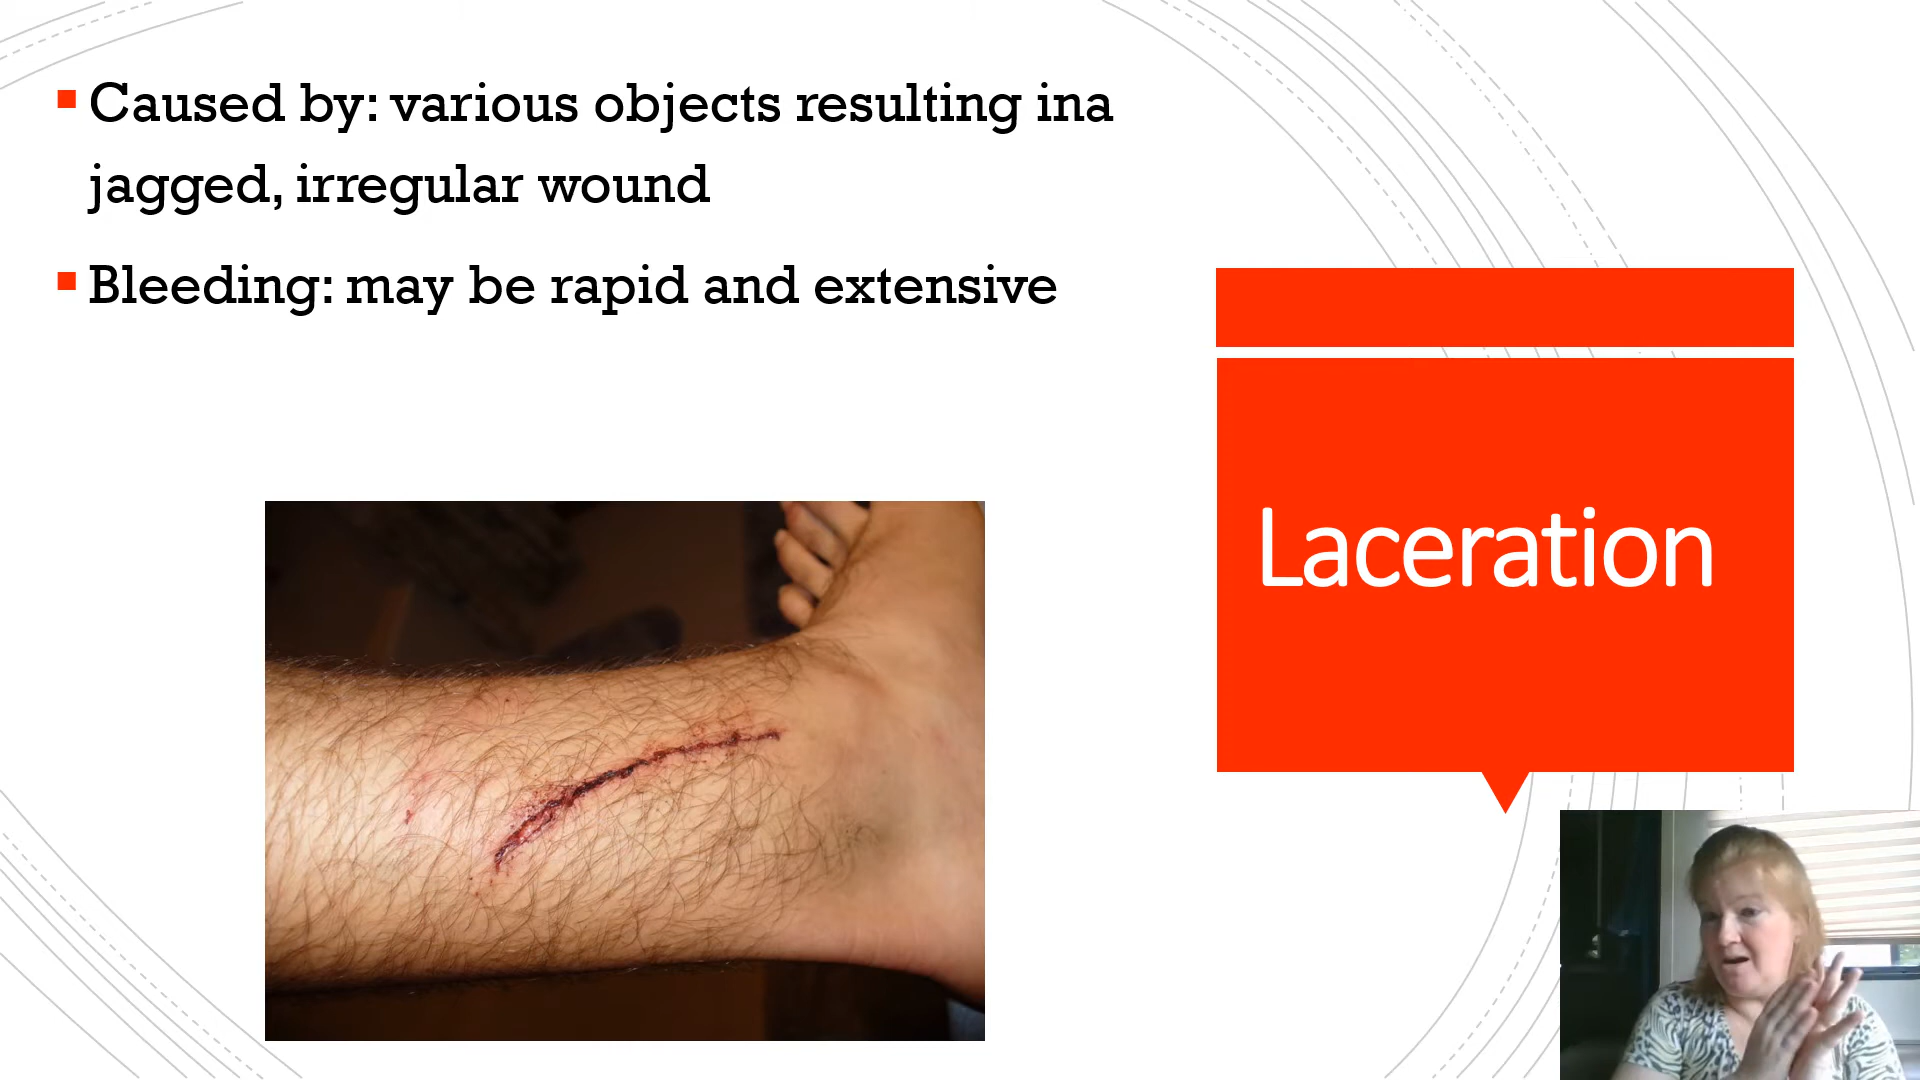 Caused by: various objects resulting ina
jagged, irregular wound
Bleeding: may be rapid and extensive
Laceration